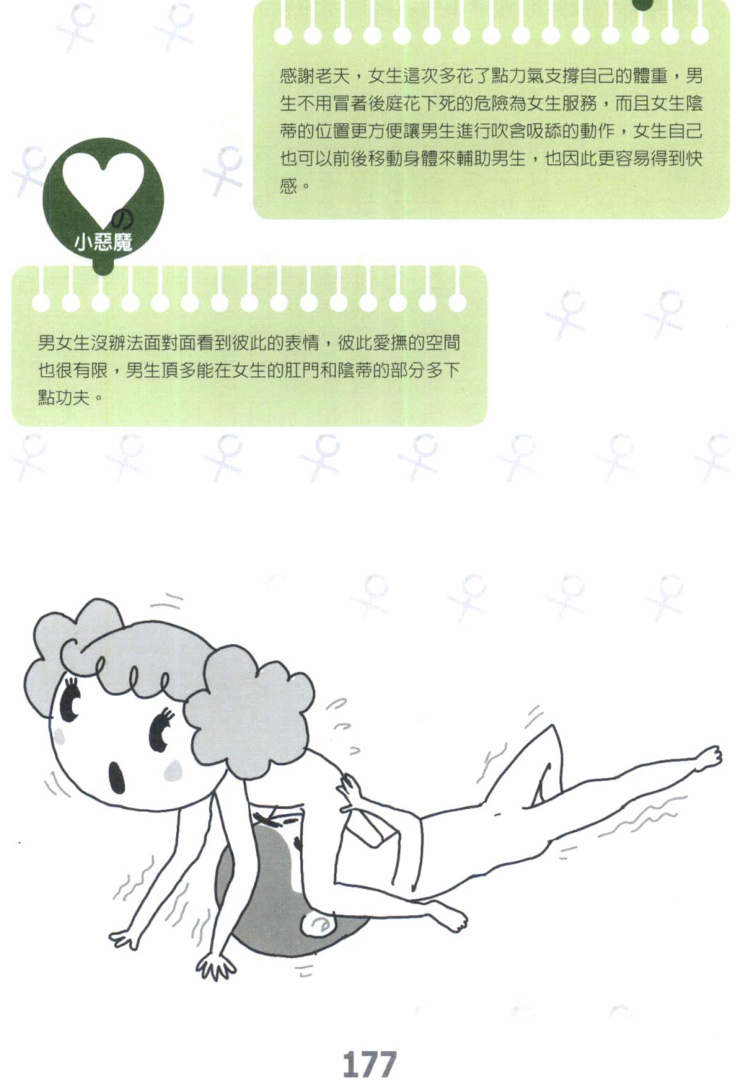 感謝老天，女生這次多花了點力氣支撐自己的體重，男
生不用冒著後庭花下死的危險為女生服務，而且女生陰
蒂的位置更方便讓男生進行吹含吸舔的動作，女生自己
也可以前後移動身體來輔助男生，也因此更容易得到快
感。
の
小惡魔
男女生沒辦法面對面看到彼此的表情，彼此愛撫的空間
也很有限，男生頂多能在女生的肛門和陰蒂的部分多下
點功夫。
177